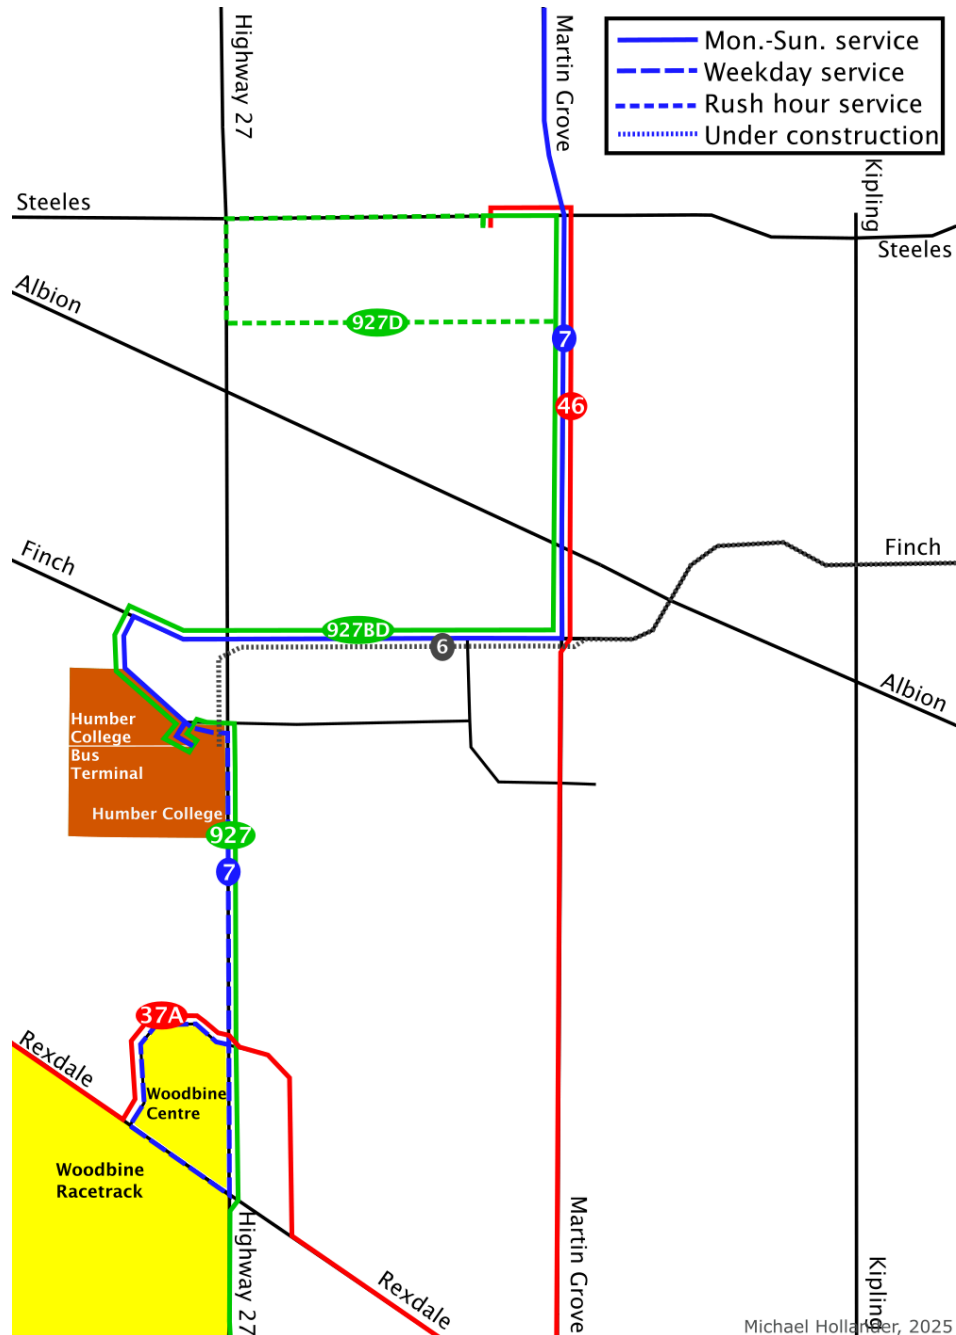 Highway 27
Martin Grove
Mon.-Sun. service
Weekday service
Rush hour service
Under construction
Kipling
Steeles
Steeles
Albion
927D
7
46
Finch
Finch
927BD
6
Albion
Humber
College
Bus
Terminal
Humber College
927
7
37A
Rexdale
Woodbine
Centre
Woodbine
Racetrack
Highway 27
Martin Grove
Rexdale
Kipling
Michael Hollander, 2025